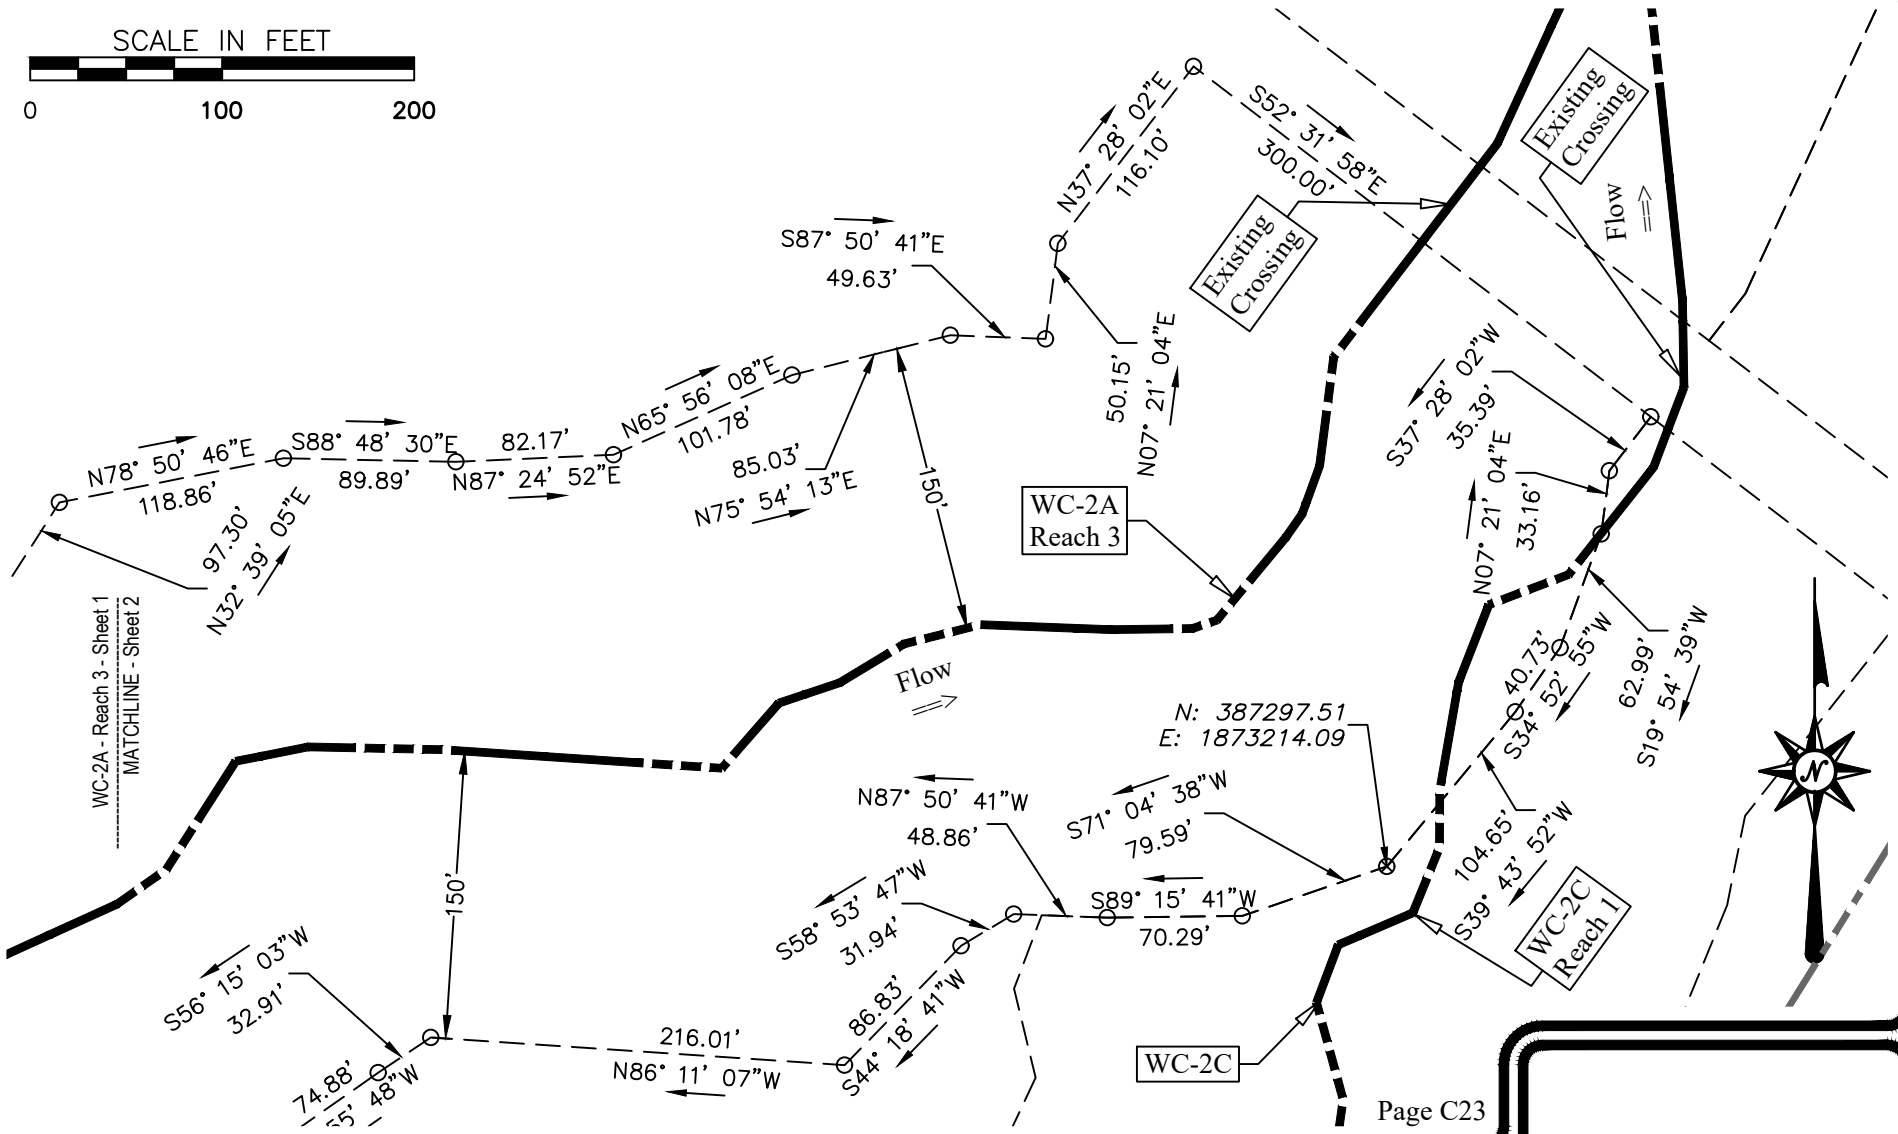 SCALE IN FEET
0 100 200
N37° 28' 02"E
116.10'
S52° 31' 58"E
300.00'
Existing
Crossing
Existing
Crossing
Flow
S87° 50' 41"E
49.63'
50.15'
N07° 21' 04"E
N78° 50' 46"E
118.86'
S88° 48' 30"E
89.89'
82.17'
N87° 24' 52"E
N65° 56' 08"E
101.78'
85.03'
N75° 54' 13"E
150'
97.30'
N32° 39' 05"E
WC-2A - Reach 3 - Sheet 1
MATCHLINE - Sheet 2
WC-2A
Reach 3
S37° 28' 02"W
35.39'
N07° 21' 04"E
33.16'
62.99'
S19° 54' 39"W
40.73'
S34° 52' 55"W
Flow
N: 387297.51
E: 1873214.09
N
N87° 50' 41"W
48.86'
S71° 04' 38"W
79.59'
104.65'
S39° 43' 52"W
S89° 15' 41"W
70.29'
S58° 53' 47"W
31.94'
86.83'
S44° 18' 41"W
150'
S56° 15' 03"W
32.91'
216.01'
N86° 11' 07"W
74.88'
55' 48"W
WC-2C
Reach 1
WC-2C
Page C23